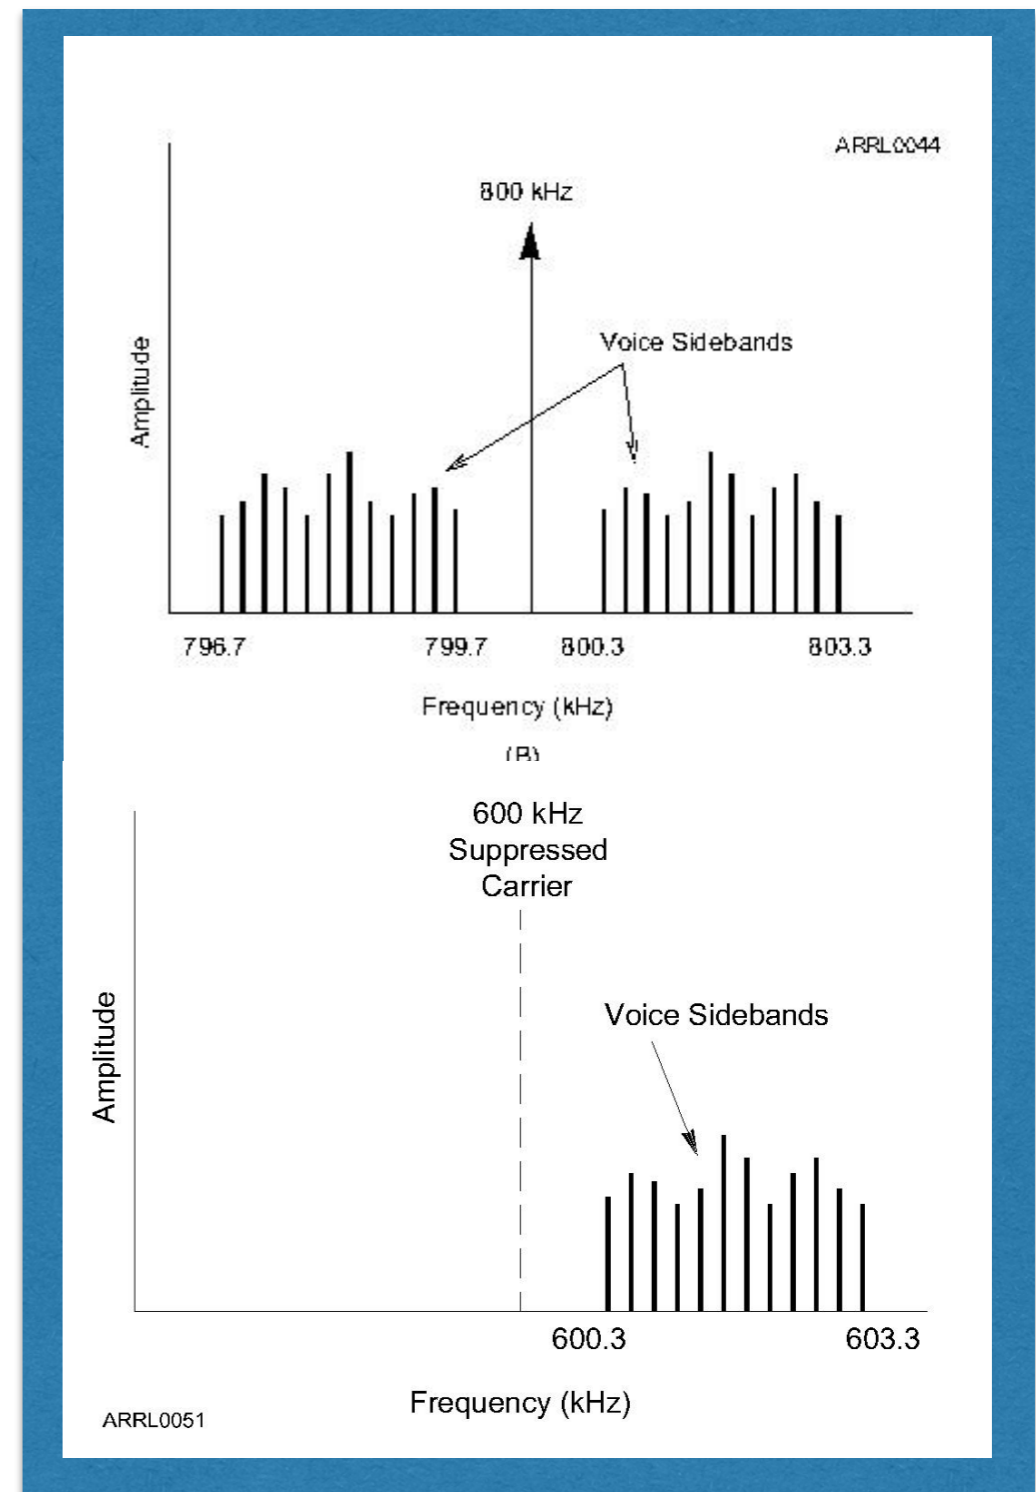 ARRL0044
800 kHz
Voice Sidebands
Amplitude
796.7 799.7 800.3 803.3
Frequency (kHz)
(B)
600 kHz
Suppressed
Carrier
Voice Sidebands
Amplitude
600.3 603.3
Frequency (kHz)
ARRL0051